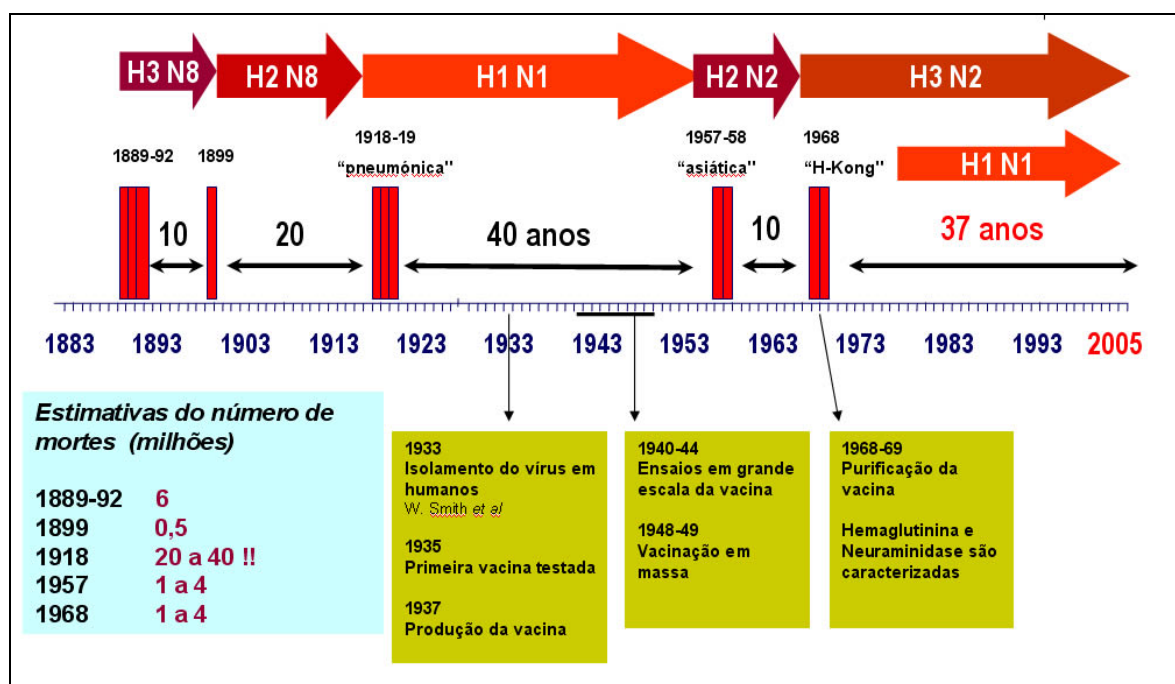 H3 N8
H2 N8
H1 N1
H2 N2
H3 N2
1889-92
1899
1918-19
“pneumónica”
1957-58
“asiática”
1968
“H-Kong”
H1 N1
10
20
40 anos
10
37 anos
1883 1893 1903 1913 1923 1933 1943 1953 1963 1973 1983 1993 2005
Estimativas do número de
mortes (milhões)
1889-92 6
1899 0,5
1918 20 a 40 !!
1957 1 a 4
1968 1 a 4
1933
Isolamento do vírus em
humanos
W. Smith et al
1935
Primeira vacina testada
1937
Produção da vacina
1940-44
Ensaios em grande
escala da vacina
1948-49
Vacinação em
massa
1968-69
Purificação da
vacina
Hemaglutinina e
Neuraminidase são
caracterizadas